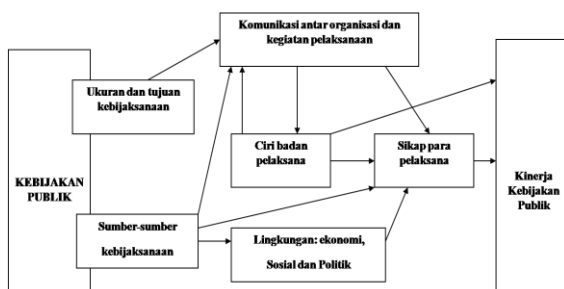 Komunikasi antar organisasi dan
kegiatan pelaksanaan
Ukuran dan tujuan
kebijaksanaan
Ciri badan
pelaksana
Sikap para
pelaksana
KEBIJAKAN
PUBLIK
Kinerja
Kebijakan
Publik
Sumber-sumber
kebijaksanaan
Lingkungan: ekonomi,
Sosial dan Politik